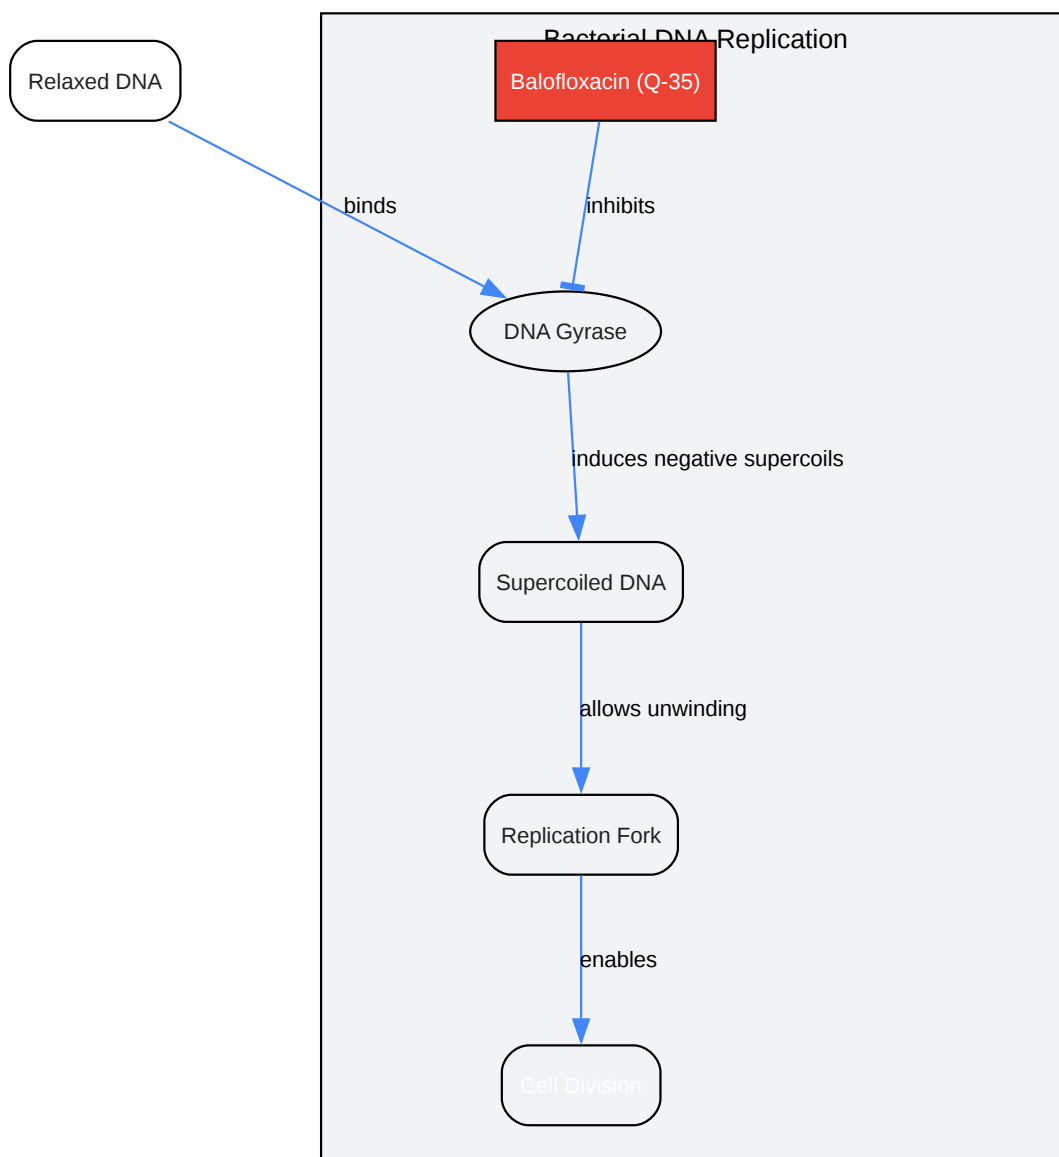 Bacterial DNA Replication
Relaxed DNA
Balofloxacin (Q-35)
binds
inhibits
DNA Gyrase
induces negative supercoils
Supercoiled DNA
allows unwinding
Replication Fork
enables
Cell Division